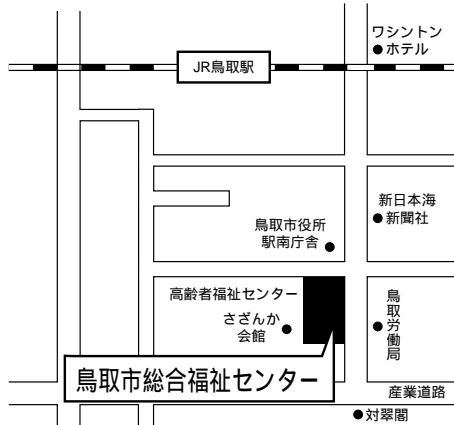 ワシントン
ホテル
JR鳥取駅
新日本海
新聞社
鳥取市役所
駅南庁舎
高齢者福祉センター
さざんか
会館
鳥取労働局
鳥取市総合福祉センター
産業道路
対翠閣